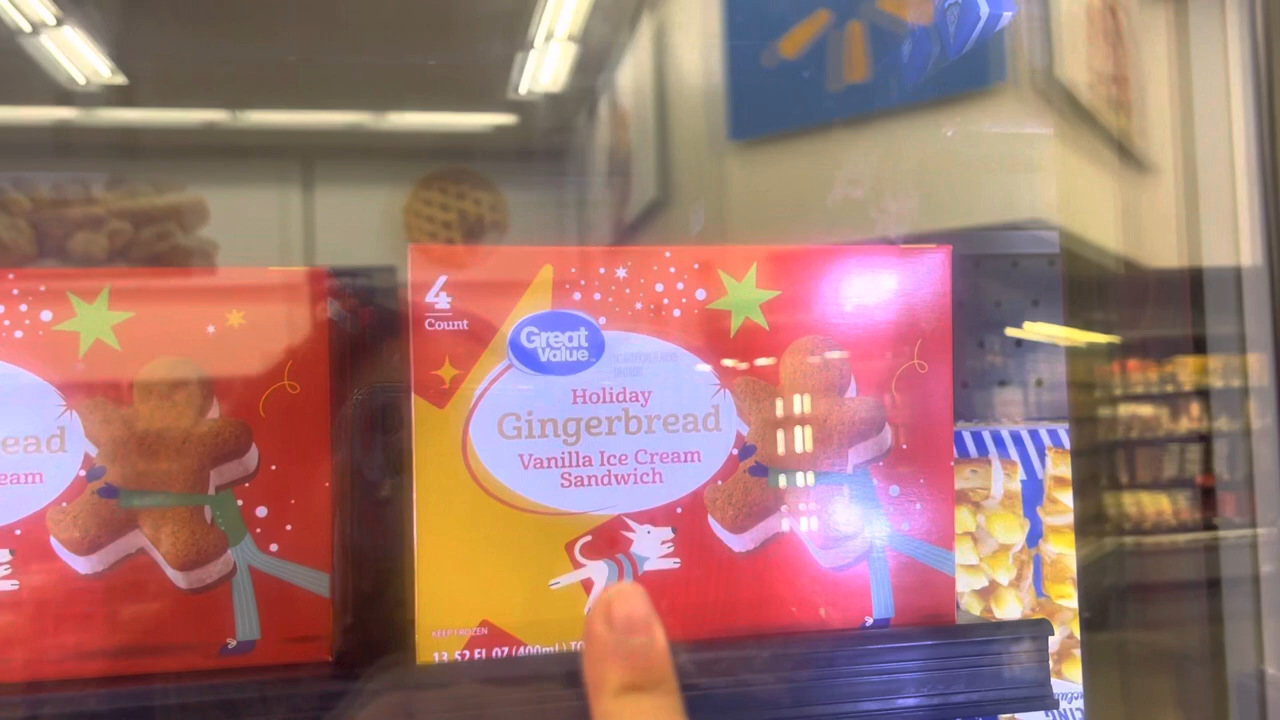 4
Count
Great
Value
Holiday
Gingerbread
Vanilla Ice Cream
Sandwich
KEEP FROZEN
13.52 FL OZ (400mL) TO
ead
eam